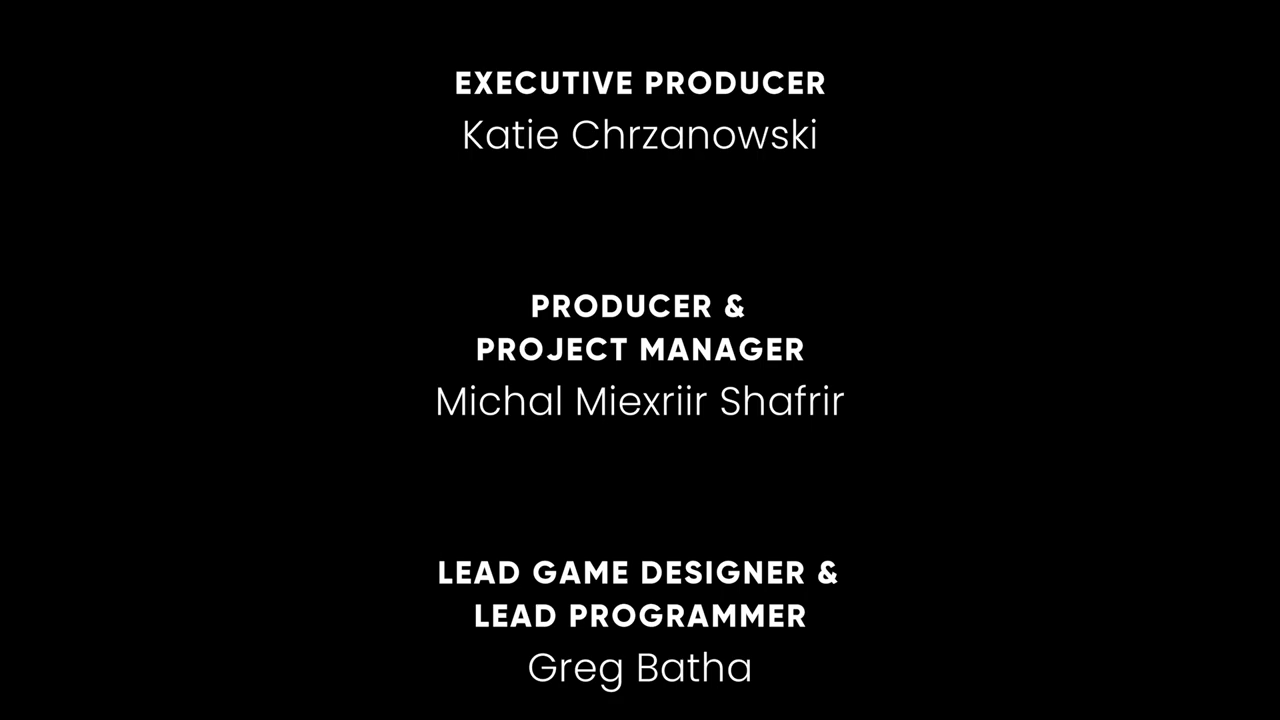 EXECUTIVE PRODUCER
Katie Chrzanowski
PRODUCER &
PROJECT MANAGER
Michal Miexriir Shafrir
LEAD GAME DESIGNER &
LEAD PROGRAMMER
Greg Batha